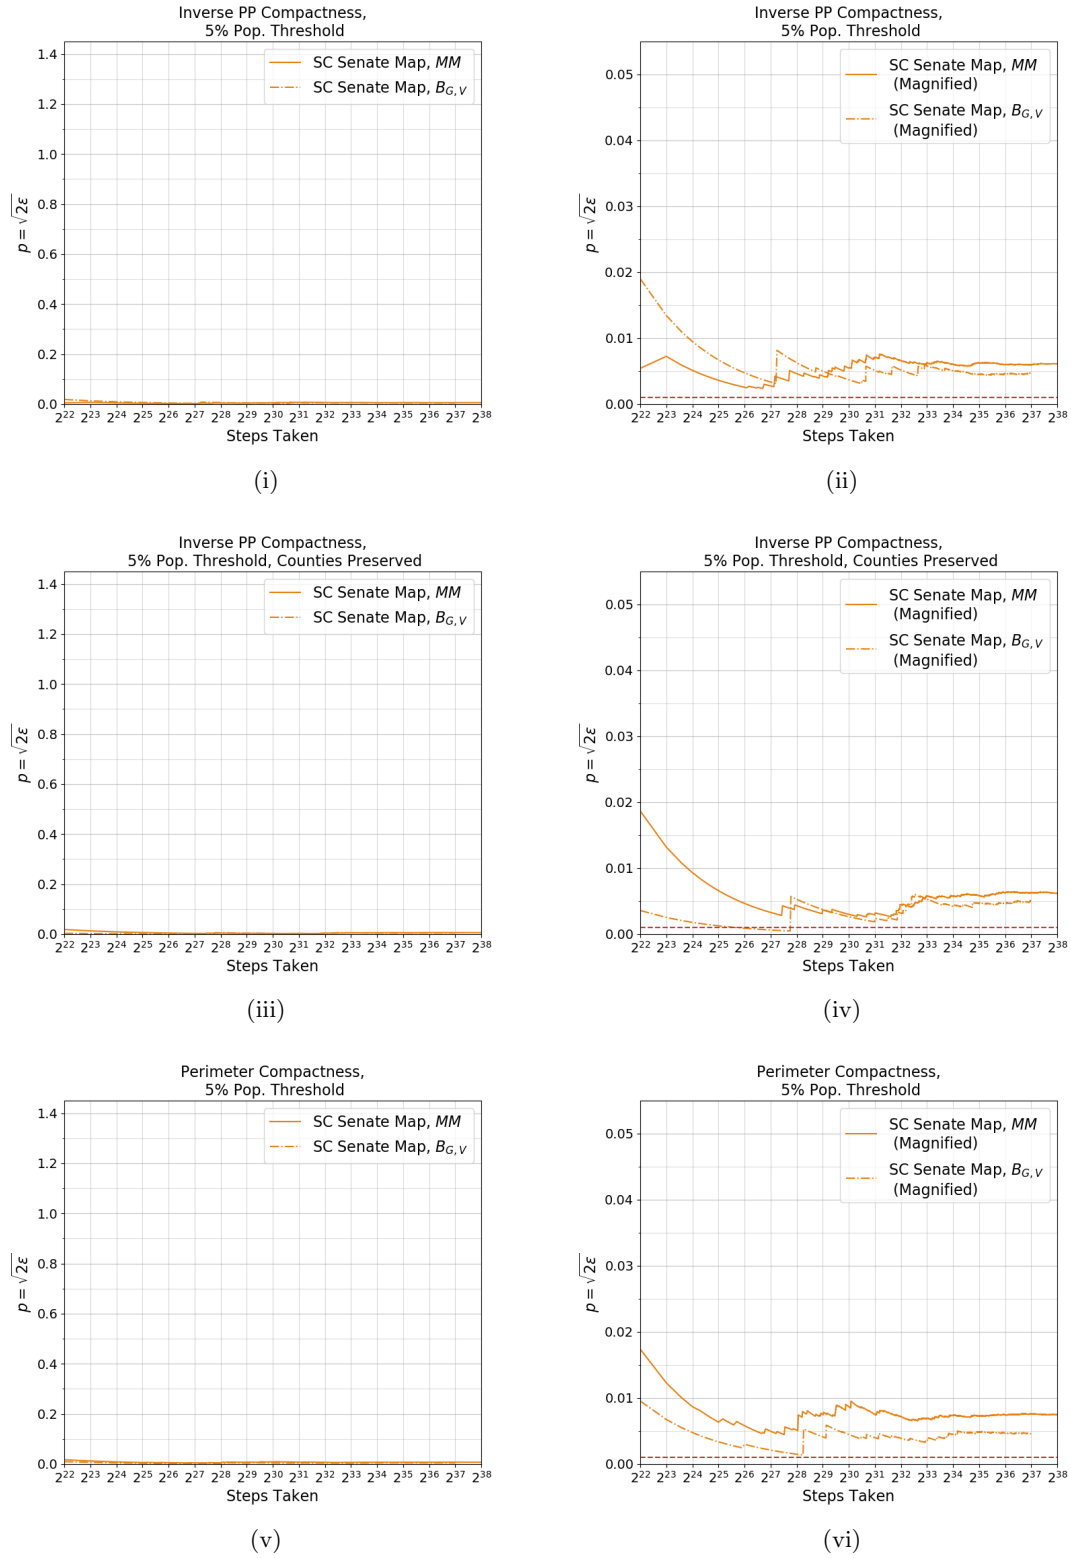 Inverse PP Compactness,
5% Pop. Threshold
1.4
1.2
1.0
0.8
0.6
0.4
0.2
0.0
p = √2ε
SC Senate Map, MM
SC Senate Map, B_{G,V}
2^22 2^23 2^24 2^25 2^26 2^27 2^28 2^29 2^30 2^31 2^32 2^33 2^34 2^35 2^36 2^37 2^38
Steps Taken
(i)
Inverse PP Compactness,
5% Pop. Threshold
0.05
0.04
0.03
0.02
0.01
0.00
p = √2ε
SC Senate Map, MM
(Magnified)
SC Senate Map, B_{G,V}
(Magnified)
2^22 2^23 2^24 2^25 2^26 2^27 2^28 2^29 2^30 2^31 2^32 2^33 2^34 2^35 2^36 2^37 2^38
Steps Taken
(ii)
Inverse PP Compactness,
5% Pop. Threshold, Counties Preserved
1.4
1.2
1.0
0.8
0.6
0.4
0.2
0.0
p = √2ε
SC Senate Map, MM
SC Senate Map, B_{G,V}
2^22 2^23 2^24 2^25 2^26 2^27 2^28 2^29 2^30 2^31 2^32 2^33 2^34 2^35 2^36 2^37 2^38
Steps Taken
(iii)
Inverse PP Compactness,
5% Pop. Threshold, Counties Preserved
0.05
0.04
0.03
0.02
0.01
0.00
p = √2ε
SC Senate Map, MM
(Magnified)
SC Senate Map, B_{G,V}
(Magnified)
2^22 2^23 2^24 2^25 2^26 2^27 2^28 2^29 2^30 2^31 2^32 2^33 2^34 2^35 2^36 2^37 2^38
Steps Taken
(iv)
Perimeter Compactness,
5% Pop. Threshold
1.4
1.2
1.0
0.8
0.6
0.4
0.2
0.0
p = √2ε
SC Senate Map, MM
SC Senate Map, B_{G,V}
2^22 2^23 2^24 2^25 2^26 2^27 2^28 2^29 2^30 2^31 2^32 2^33 2^34 2^35 2^36 2^37 2^38
Steps Taken
(v)
Perimeter Compactness,
5% Pop. Threshold
0.05
0.04
0.03
0.02
0.01
0.00
p = √2ε
SC Senate Map, MM
(Magnified)
SC Senate Map, B_{G,V}
(Magnified)
2^22 2^23 2^24 2^25 2^26 2^27 2^28 2^29 2^30 2^31 2^32 2^33 2^34 2^35 2^36 2^37 2^38
Steps Taken
(vi)